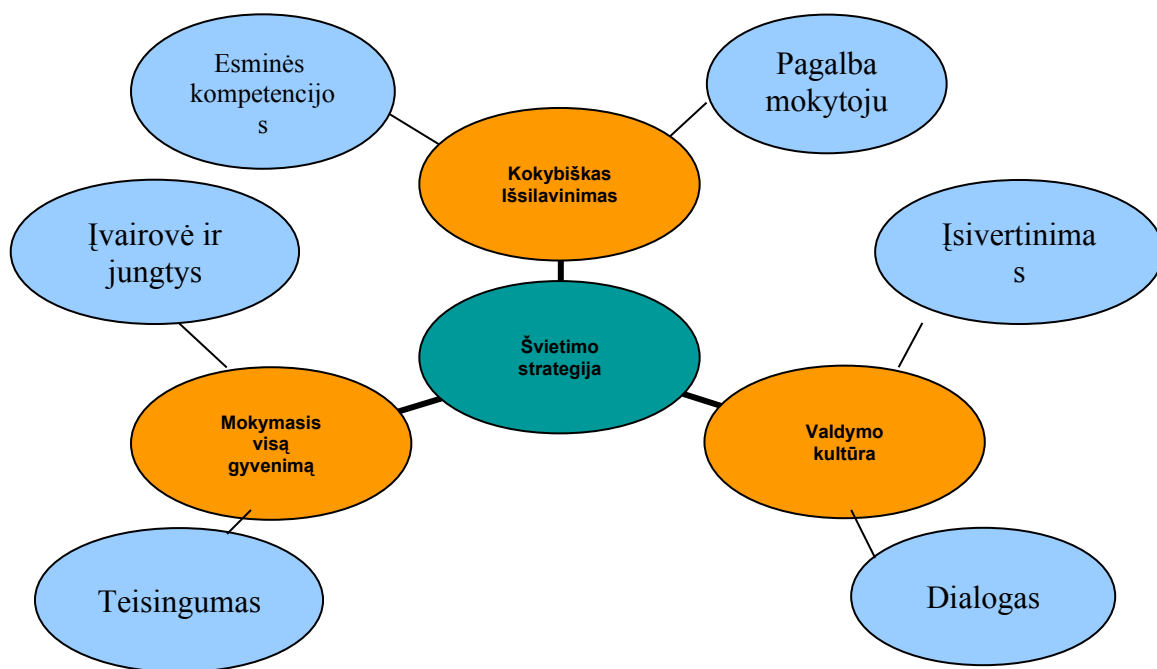 Esminės
kompetencijo
s
Pagalba
mokytoju
Kokybiškas
Išsilavinimas
Įvairovė ir
jungtys
Įsivertinima
s
Švietimo
strategija
Mokymasis
visą
gyvenimą
Valdymo
kultūra
Teisingumas
Dialogas